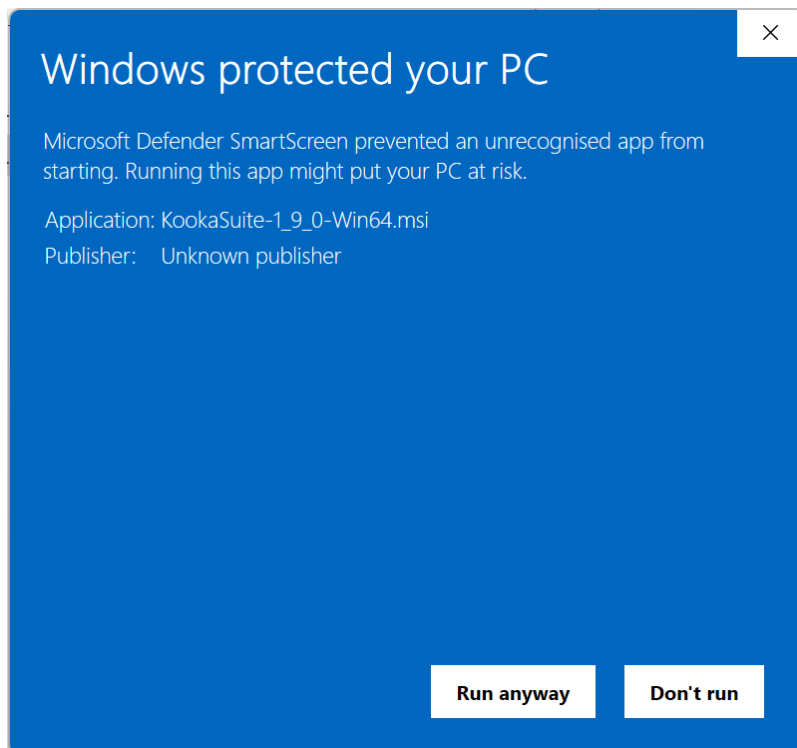 Windows protected your PC
Microsoft Defender SmartScreen prevented an unrecognised app from
starting. Running this app might put your PC at risk.
Application: KookaSuite-1_9_0-Win64.msi
Publisher: Unknown publisher
Run anyway Don't run